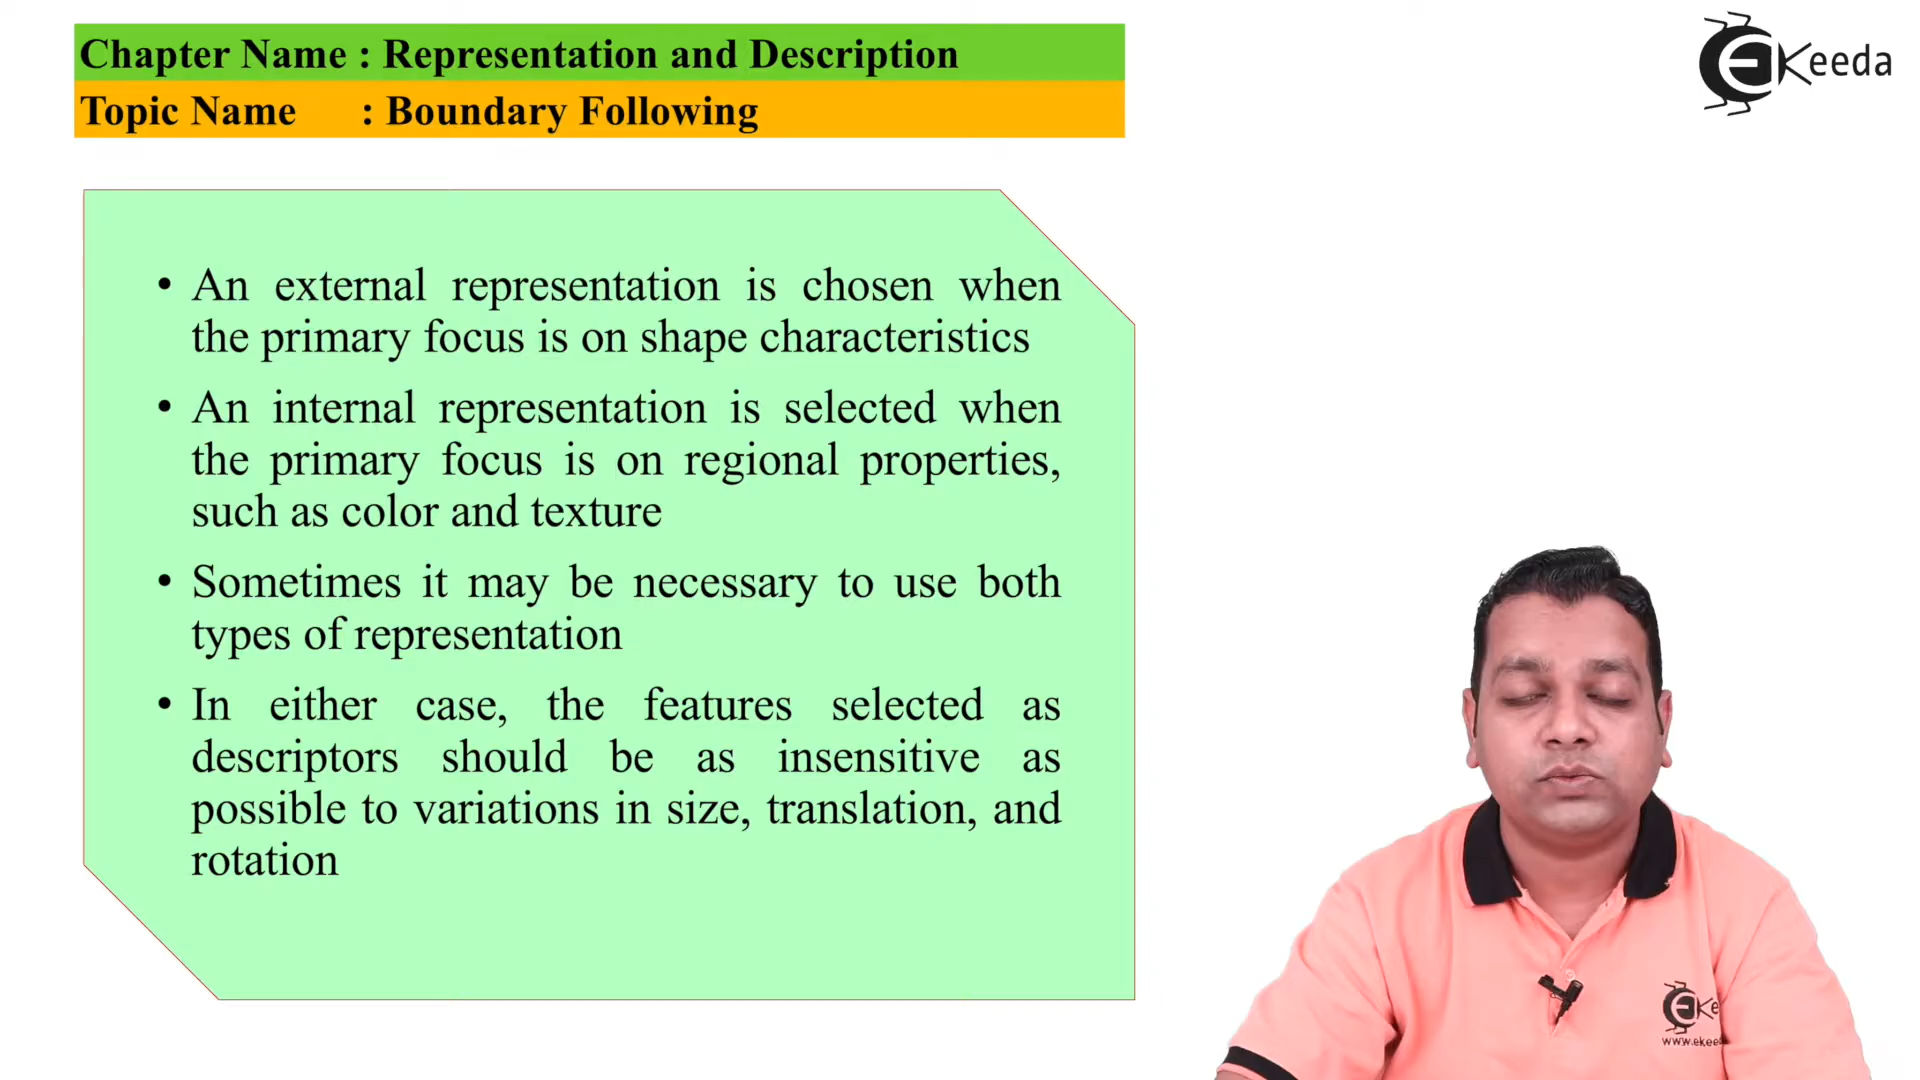 Chapter Name : Representation and Description
Topic Name : Boundary Following
EKeeda
• An external representation is chosen when
the primary focus is on shape characteristics
• An internal representation is selected when
the primary focus is on regional properties,
such as color and texture
• Sometimes it may be necessary to use both
types of representation
• In either case, the features selected as
descriptors should be as insensitive as
possible to variations in size, translation, and
rotation